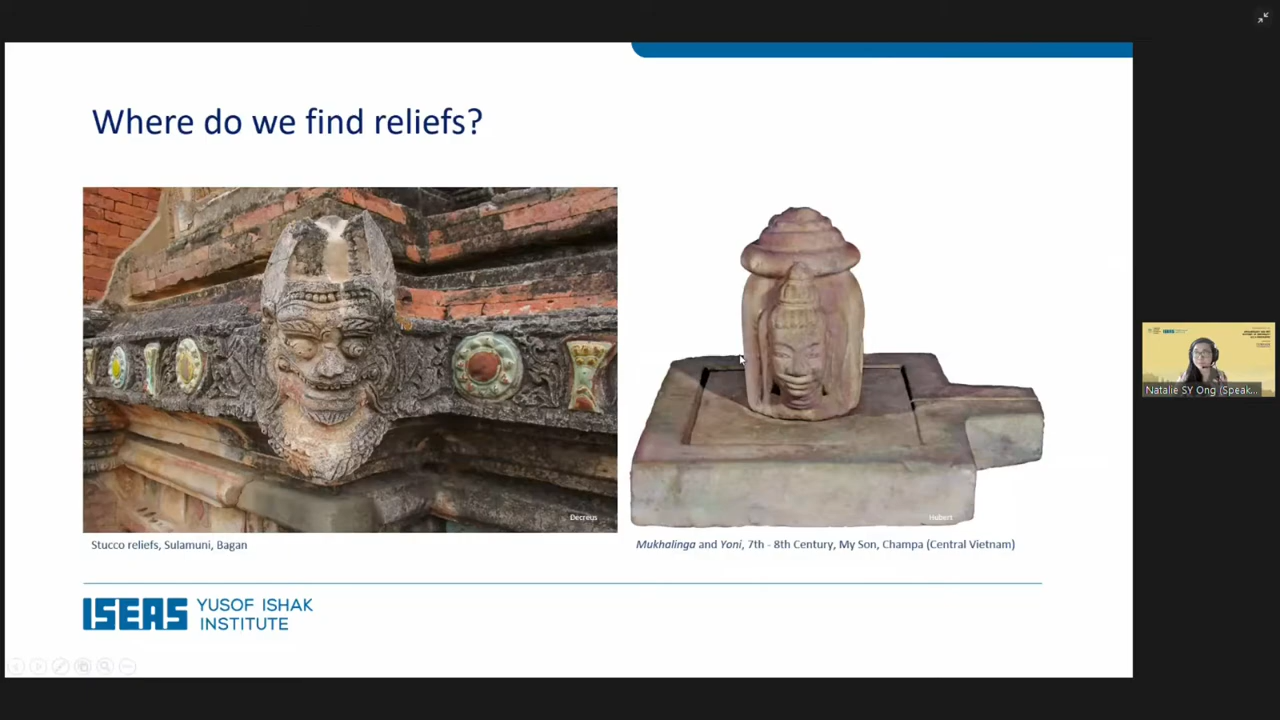 Where do we find reliefs?
Decreus
Hubert
Stucco reliefs, Sulamuni, Bagan
Mukhalinga and Yoni, 7th - 8th Century, My Son, Champa (Central Vietnam)
ISEAS YUSOF ISHAK
INSTITUTE
Natalie SY Ong (Speak...